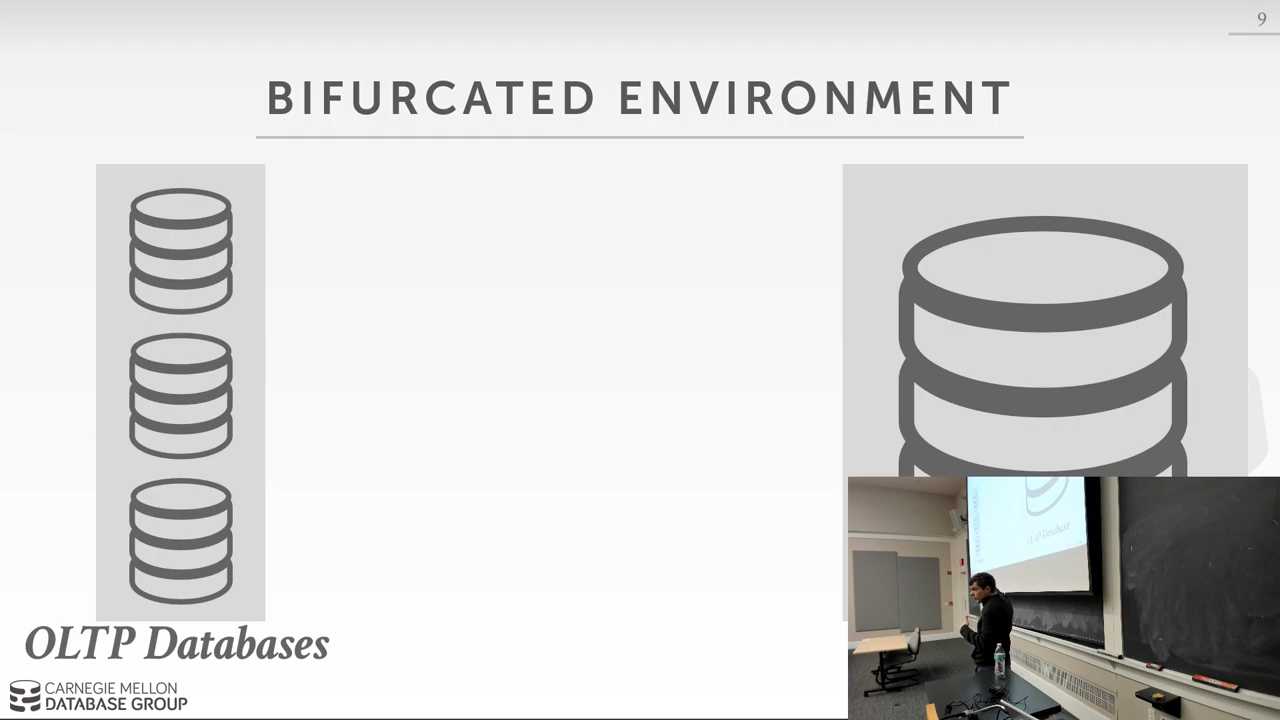 9
BIFURCATED ENVIRONMENT
OLTP Databases
CARNEGIE MELLON
DATABASE GROUP